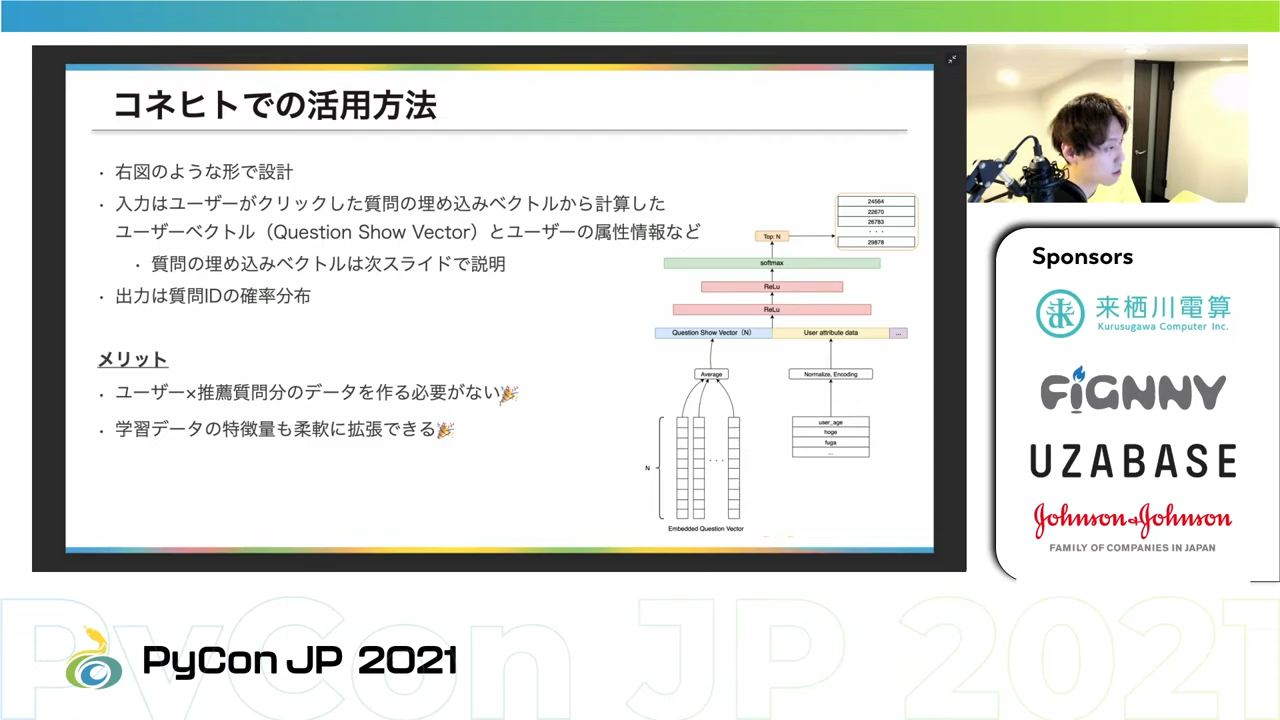 コネヒトでの活用方法
・ 右図のような形で設計
・ 入力はユーザーがクリックした質問の埋め込みベクトルから計算した
ユーザーベクトル（Question Show Vector）とユーザーの属性情報など
・ 質問の埋め込みベクトルは次スライドで説明
・ 出力は質問IDの確率分布
メリット
・ ユーザー×推薦質問分のデータを作る必要がない🎉
・ 学習データの特徴量も柔軟に拡張できる🎉
24564
22670
26783
・・・
29878
Top: N
softmax
ReLu
ReLu
Question Show Vector（N）
User attribute data
...
Average
Normalize, Encoding
user_age
hoge
fuga
...
N
・・・
Embedded Question Vector
Sponsors
来栖川電算
Kurusugawa Computer Inc.
FiGNNY
UZABASE
Johnson & Johnson
FAMILY OF COMPANIES IN JAPAN
PyCon JP 2021
PyCon JP 2021